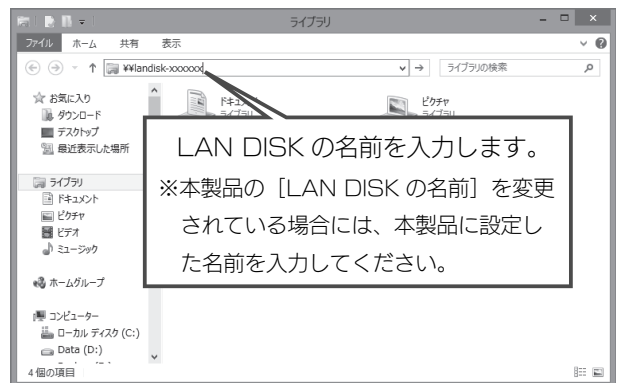 ライブラリ
ファイル ホーム 共有 表示
¥¥landisk-xxxxxx
ライブラリの検索
お気に入り
ダウンロード
デスクトップ
最近表示した場所
ライブラリ
ドキュメント
ピクチャ
ビデオ
ミュージック
ホームグループ
コンピューター
ローカル ディスク (C:)
Data (D:)
4 個の項目
ドキュメント
ライブラリ
ピクチャ
ライブラリ
LAN DISK の名前を入力します。
※本製品の［LAN DISK の名前］を変更
されている場合には、本製品に設定し
た名前を入力してください。